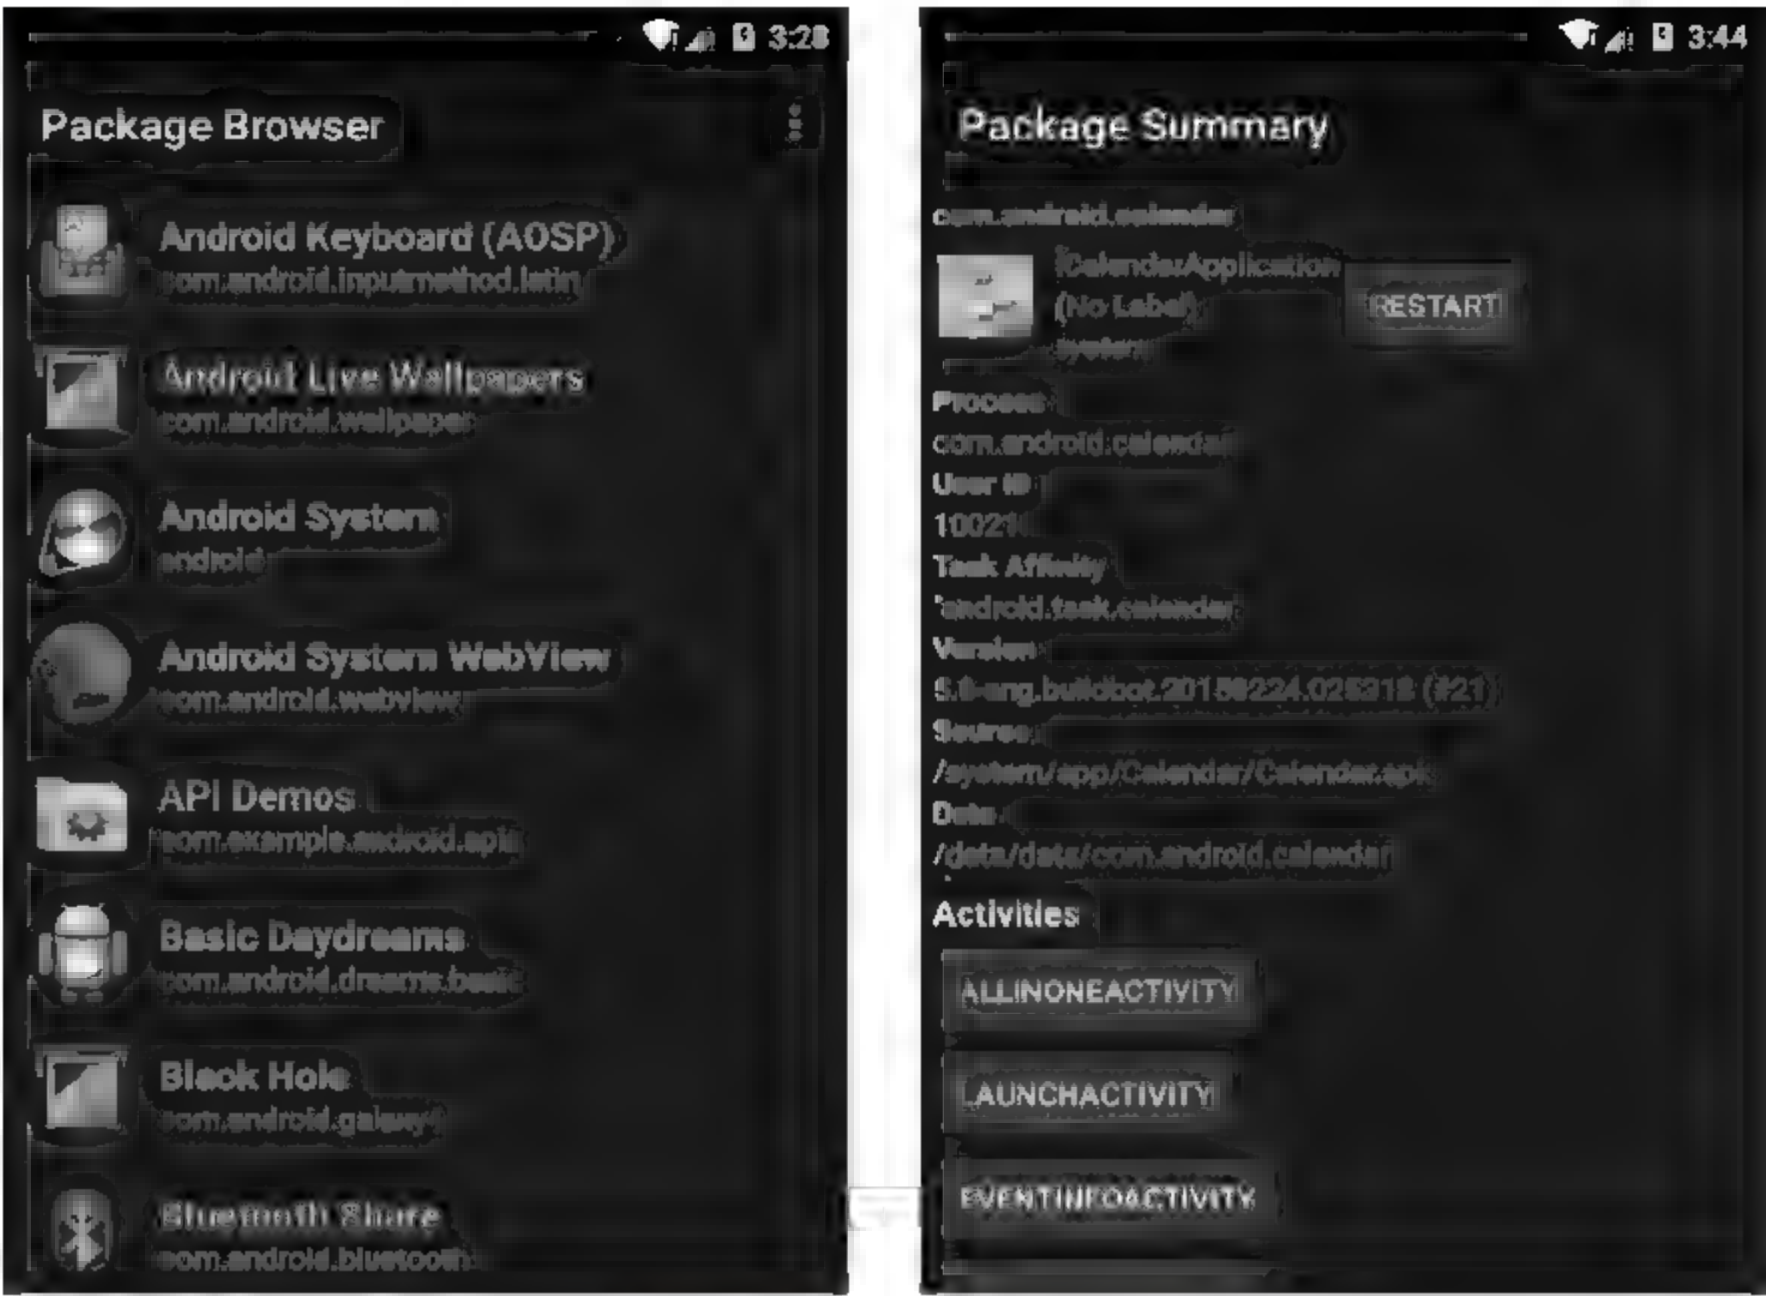 3:28
Package Browser
Android Keyboard (AOSP)
com.android.inputmethod.latin
Android Live Wallpapers
com.android.wallpaper
Android System
android
Android System WebView
com.android.webview
API Demos
com.example.android.apis
Basic Daydreams
com.android.dreams.basic
Black Hole
com.android.galaxy4
Bluetooth Share
com.android.bluetooth
3:44
Package Summary
com.android.calendar
CalendarApplication
(No Label)
system
RESTART
Process
com.android.calendar
User ID
Task Affinity
android.task.calendar
Version
Source
/system/app/Calendar/Calendar.apk
Data
/data/data/com.android.calendar
Activities
ALLINONEACTIVITY
LAUNCHACTIVITY
EVENTINFOACTIVITY